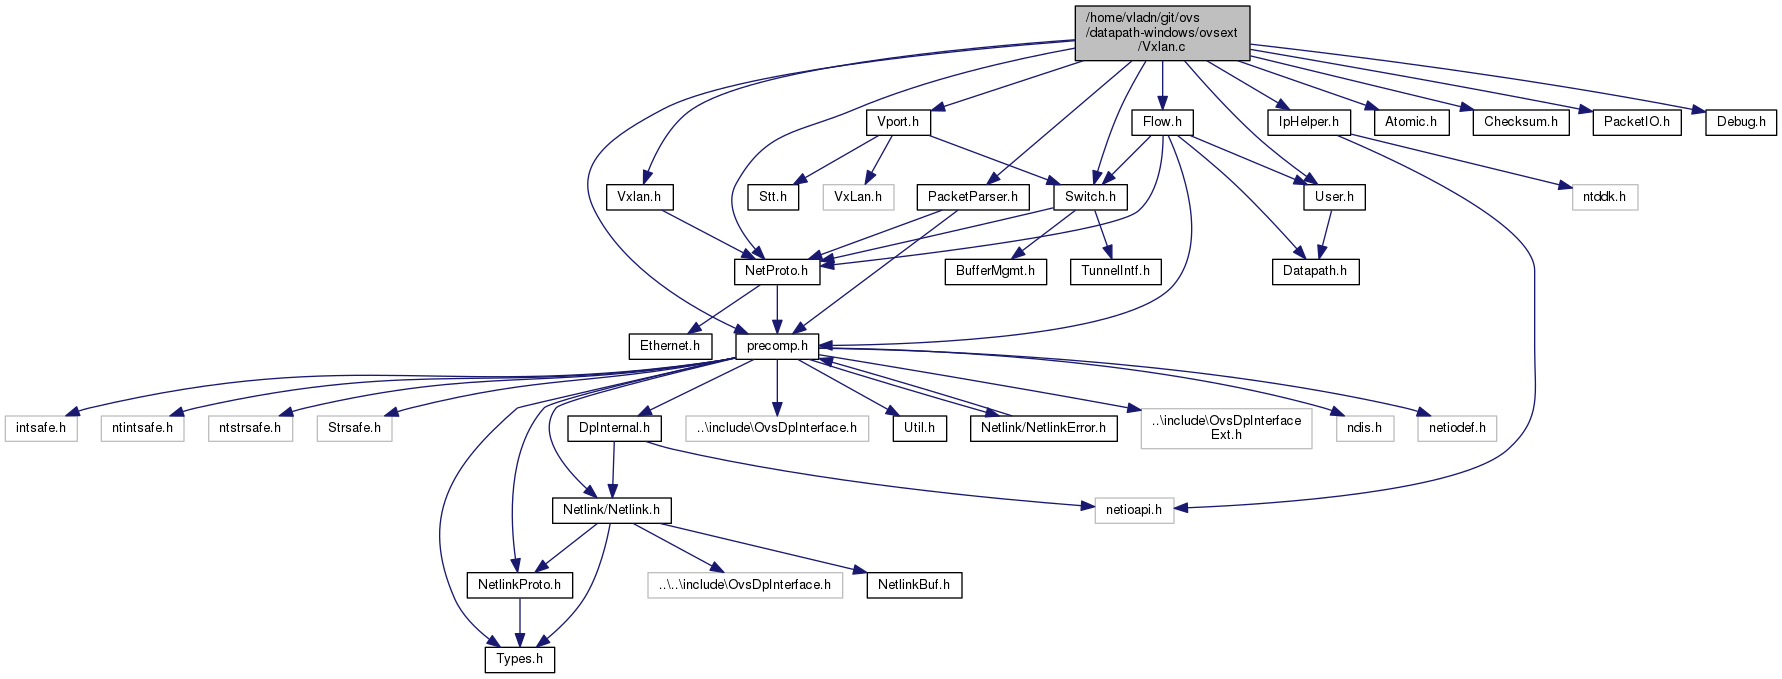 /home/vladn/git/ovs
/datapath-windows/ovsext
/Vxlan.c
Vport.h
Flow.h
IpHelper.h
Atomic.h
Checksum.h
PacketIO.h
Debug.h
Vxlan.h
Stt.h
VxLan.h
PacketParser.h
Switch.h
User.h
ntddk.h
NetProto.h
BufferMgmt.h
TunnelIntf.h
Datapath.h
Ethernet.h
precomp.h
intsafe.h
ntintsafe.h
ntstrsafe.h
Strsafe.h
DpInternal.h
..\include\OvsDpInterface.h
Util.h
Netlink/NetlinkError.h
..\include\OvsDpInterface
Ext.h
ndis.h
netiodef.h
Netlink/Netlink.h
netioapi.h
NetlinkProto.h
..\..\include\OvsDpInterface.h
NetlinkBuf.h
Types.h